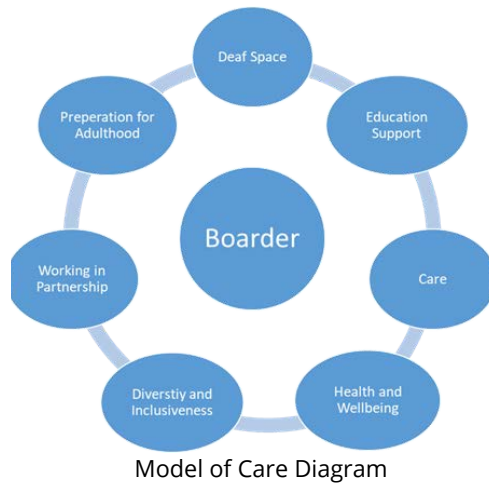 Deaf Space
Education
Support
Care
Health and
Wellbeing
Diverstiy and
Inclusiveness
Working in
Partnership
Preperation for
Adulthood
Boarder
Model of Care Diagram